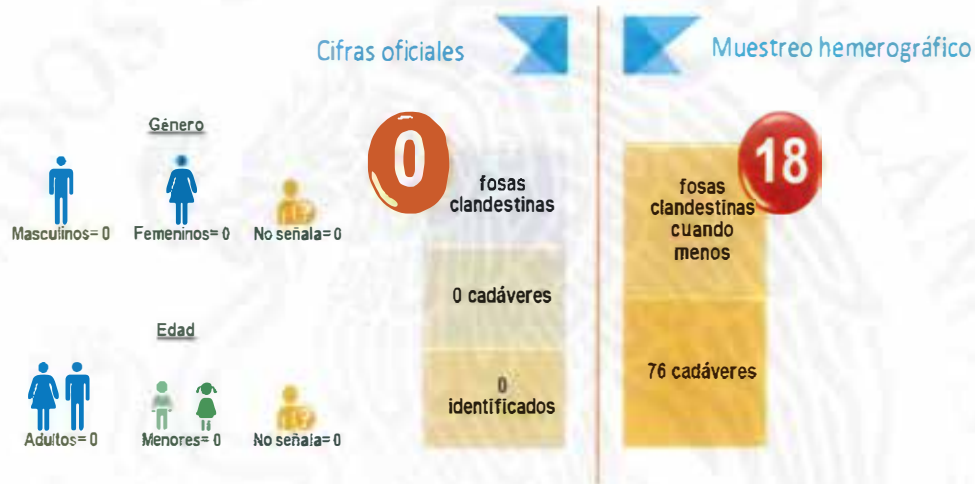 Cifras oficiales
Muestreo hemerográfico
Género
Masculinos= 0
Femeninos= 0
No señala= 0
Edad
Adultos= 0
Menores= 0
No señala= 0
0
fosas
clandestinas
0 cadáveres
0
identificados
18
fosas
clandestinas
cuando
menos
76 cadáveres